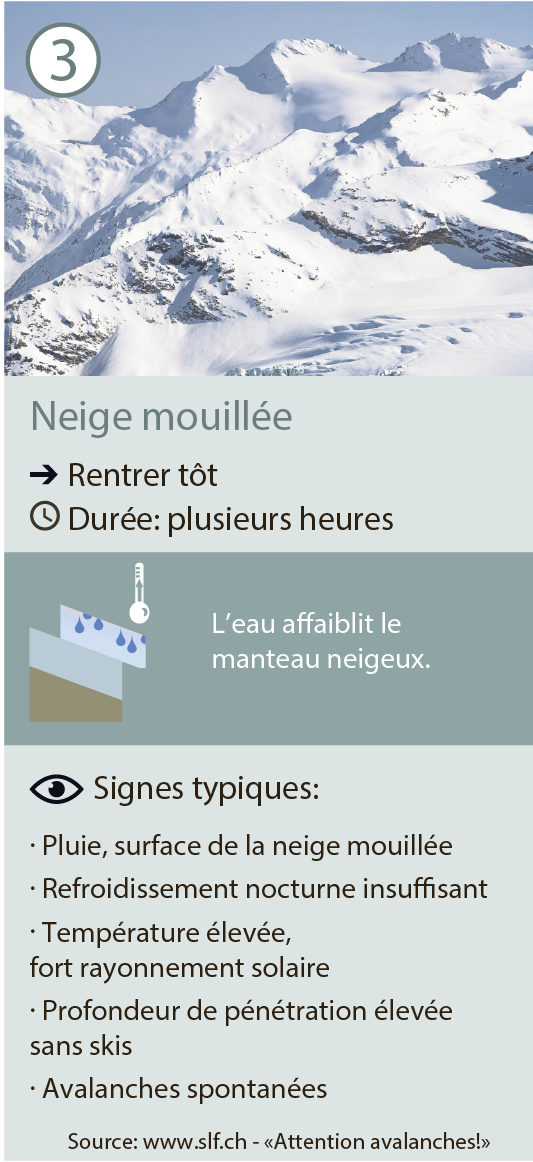 3
Neige mouillée
➔ Rentrer tôt
Durée: plusieurs heures
L’eau affaiblit le
manteau neigeux.
Signes typiques:
· Pluie, surface de la neige mouillée
· Refroidissement nocturne insuffisant
· Température élevée,
fort rayonnement solaire
· Profondeur de pénétration élevée
sans skis
· Avalanches spontanées
Source: www.slf.ch - «Attention avalanches!»